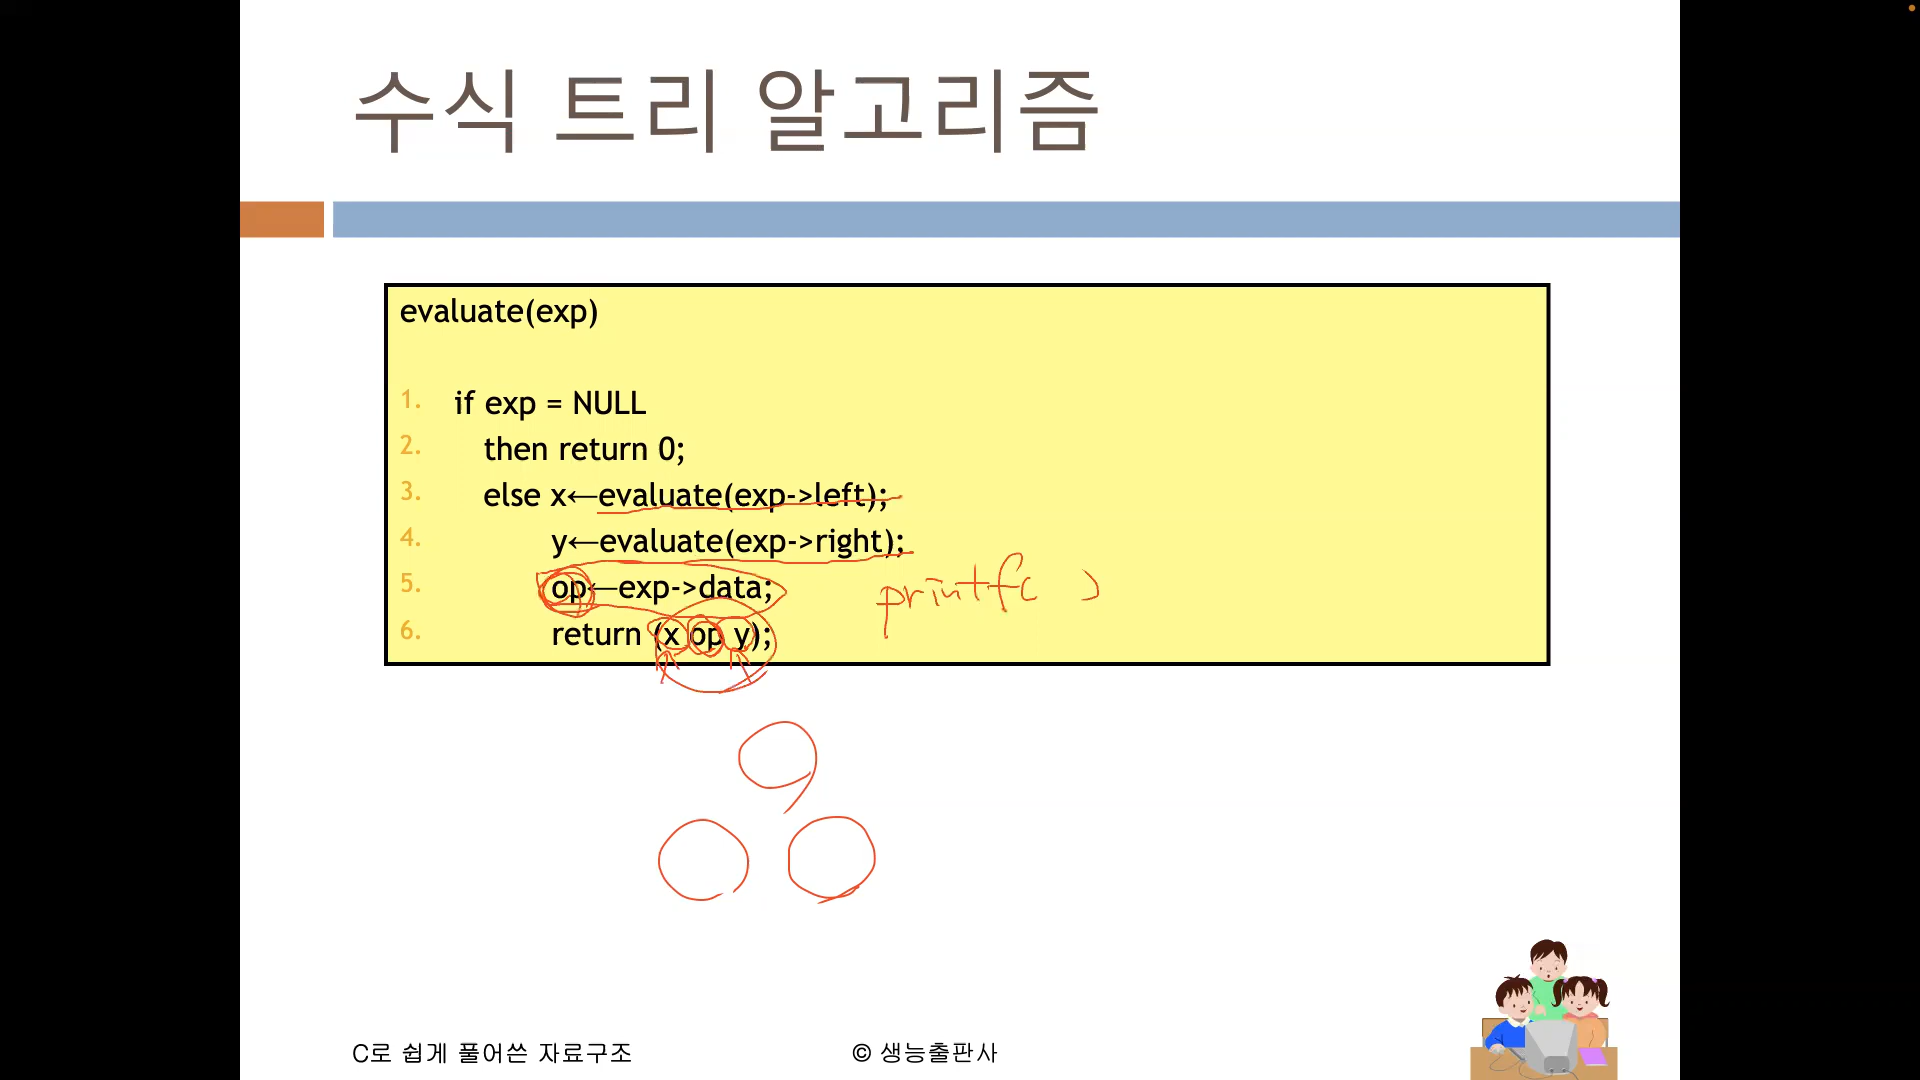 수식 트리 알고리즘
evaluate(exp)
1. if exp = NULL
2. then return 0;
3. else x←evaluate(exp->left);
4. y←evaluate(exp->right);
5. op←exp->data;
printf( )
6. return (x op y);
C로 쉽게 풀어쓴 자료구조
© 생능출판사